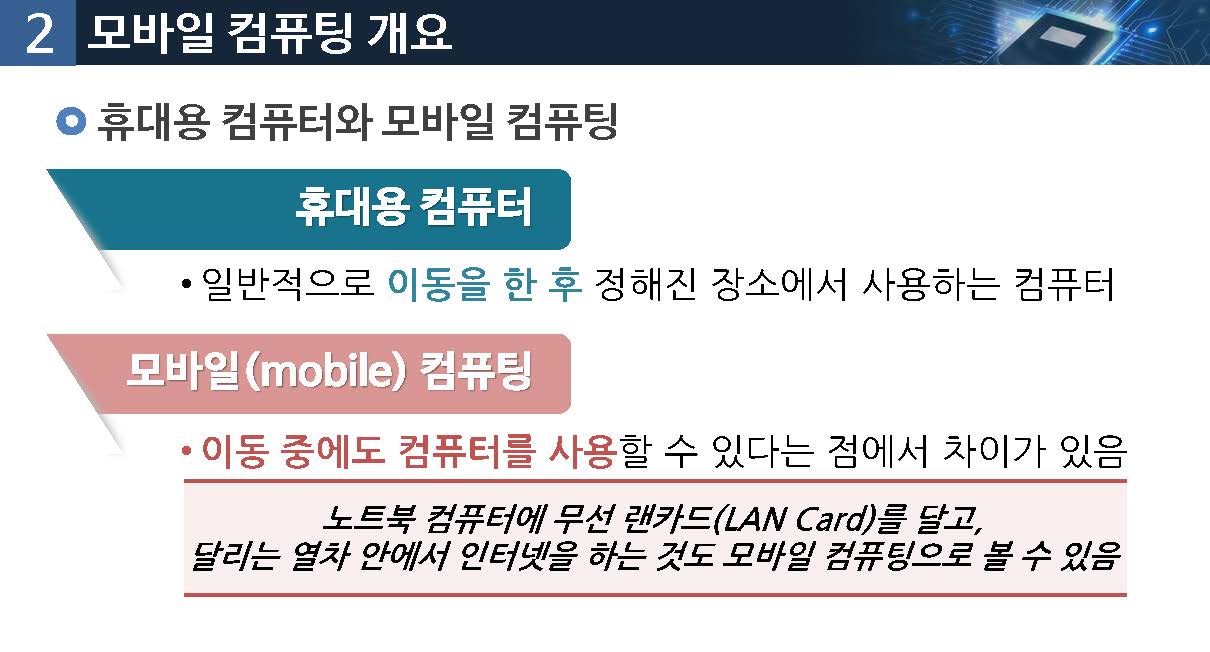 2 모바일 컴퓨팅 개요
휴대용 컴퓨터와 모바일 컴퓨팅
휴대용 컴퓨터
• 일반적으로 이동을 한 후 정해진 장소에서 사용하는 컴퓨터
모바일(mobile) 컴퓨팅
• 이동 중에도 컴퓨터를 사용할 수 있다는 점에서 차이가 있음
노트북 컴퓨터에 무선 랜카드(LAN Card)를 달고,
달리는 열차 안에서 인터넷을 하는 것도 모바일 컴퓨팅으로 볼 수 있음